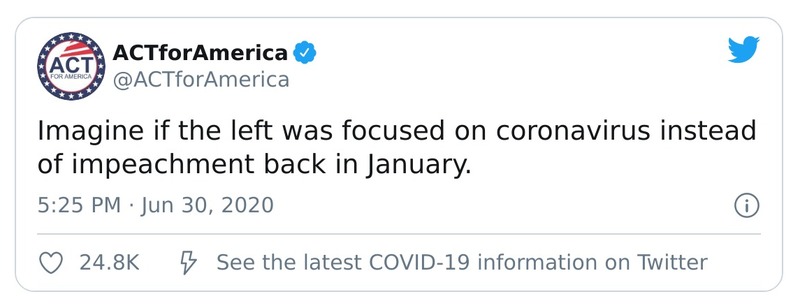 ACT
FOR AMERICA
ACTforAmerica
@ACTforAmerica
Imagine if the left was focused on coronavirus instead
of impeachment back in January.
5:25 PM · Jun 30, 2020
24.8K See the latest COVID-19 information on Twitter